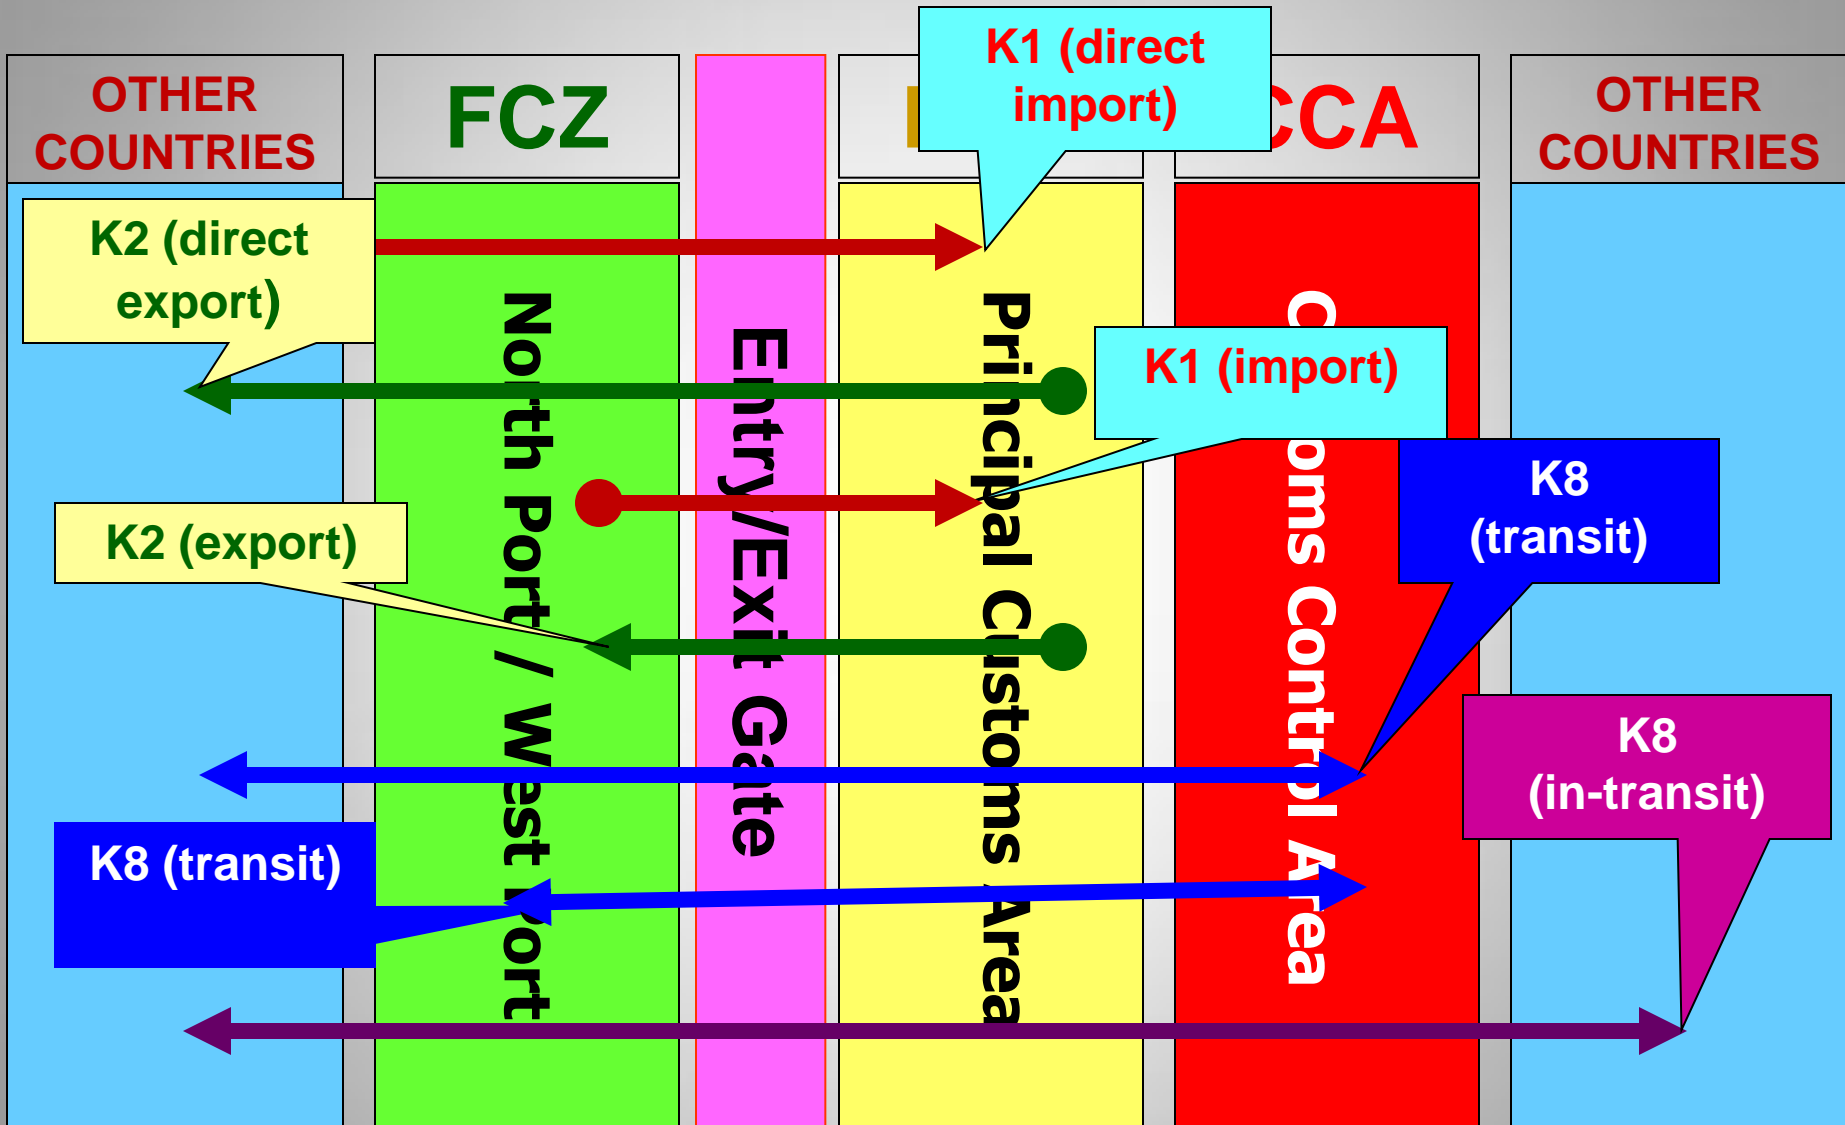 OTHER
COUNTRIES
FCZ
K1 (direct
import)
CCA
OTHER
COUNTRIES
K2 (direct
export)
North Port / West Port
Entry/Exit Gate
Principal Customs Area
Control Area
K1 (import)
K8
(transit)
K2 (export)
K8
(in-transit)
K8 (transit)